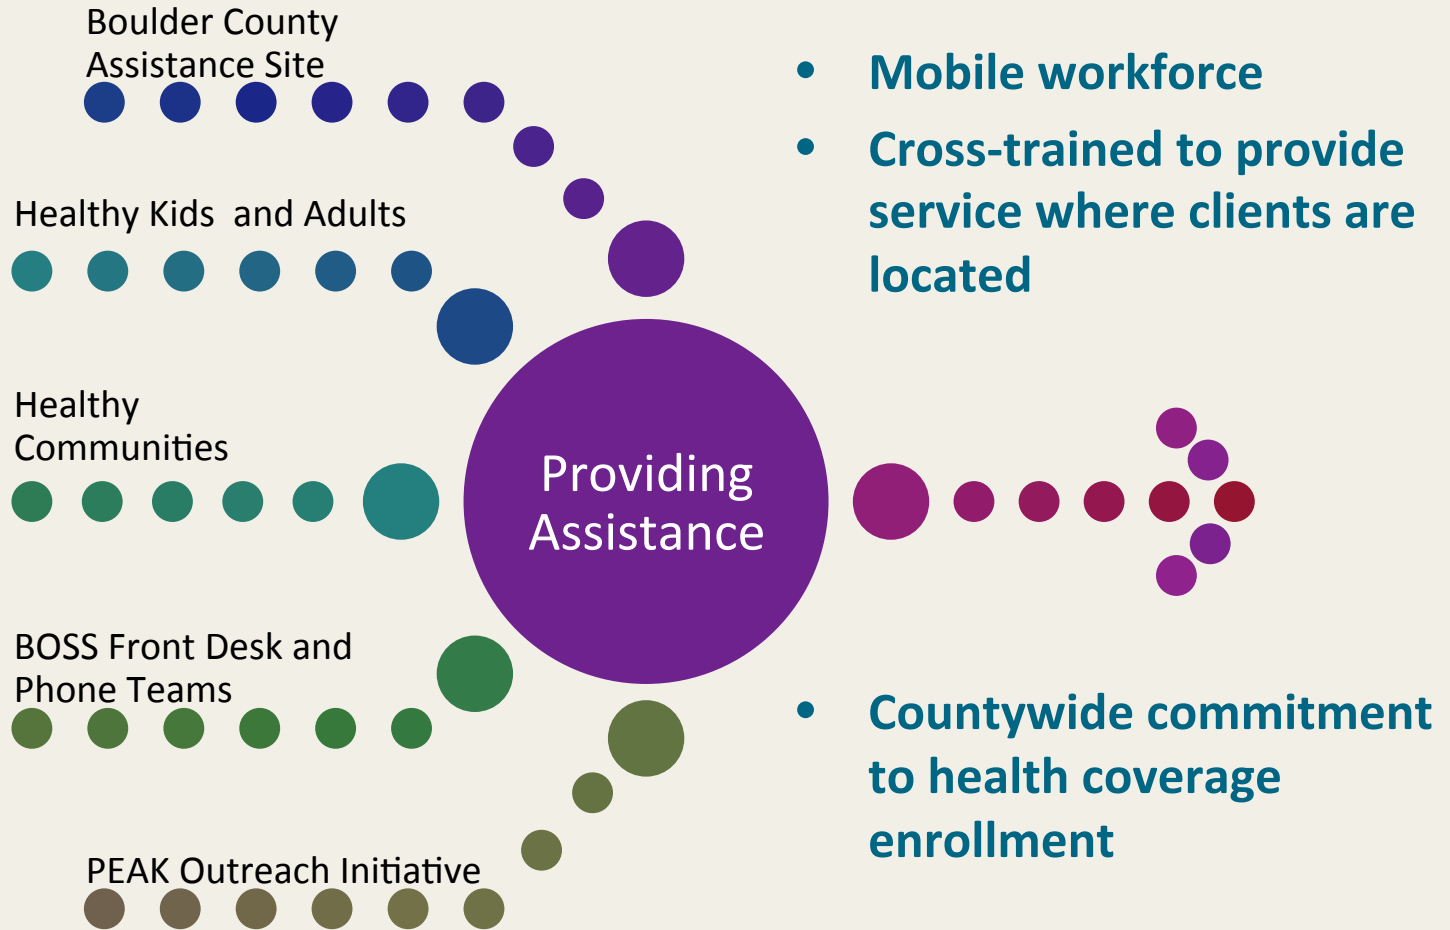 Boulder County
Assistance Site
Healthy Kids  and Adults
Healthy
Communities
BOSS Front Desk and
Phone Teams
PEAK Outreach Initiative
Providing
Assistance
• Mobile workforce
• Cross-trained to provide
service where clients are
located
• Countywide commitment
to health coverage
enrollment